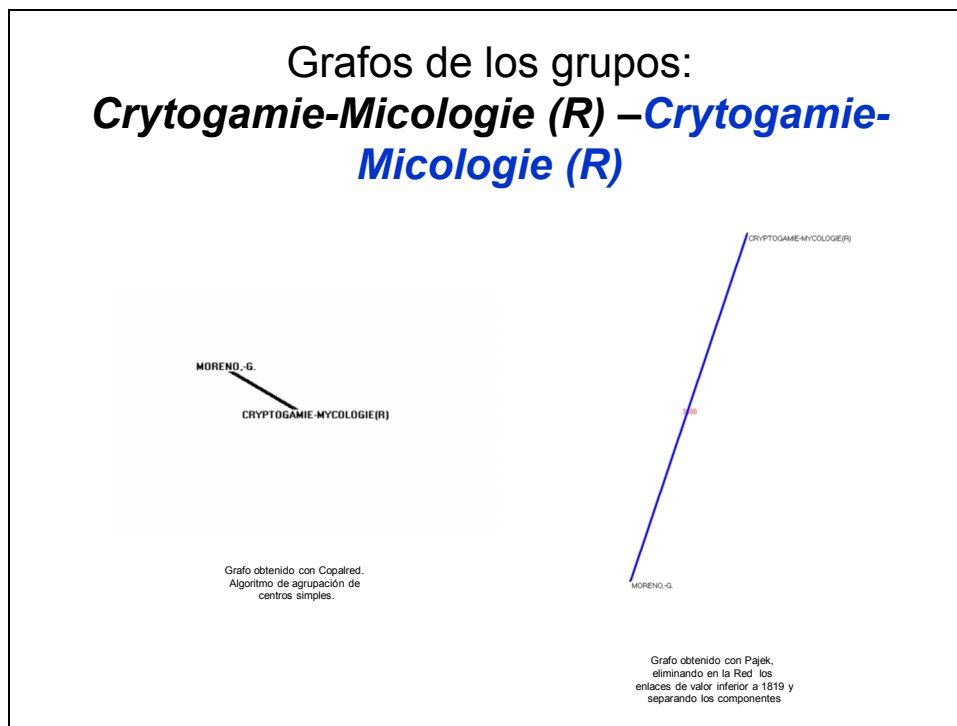 Grafos de los grupos:
Crytogamie-Micologie (R) –Crytogamie-
Micologie (R)
CRYPTOGAMIE-MYCOLOGIE(R)
MORENO,-G.
CRYPTOGAMIE-MYCOLOGIE(R)
Grafo obtenido con Copalred.
Algoritmo de agrupación de
centros simples.
MORENO,-G.
Grafo obtenido con Pajek,
eliminando en la Red los
enlaces de valor inferior a 1819 y
separando los componentes